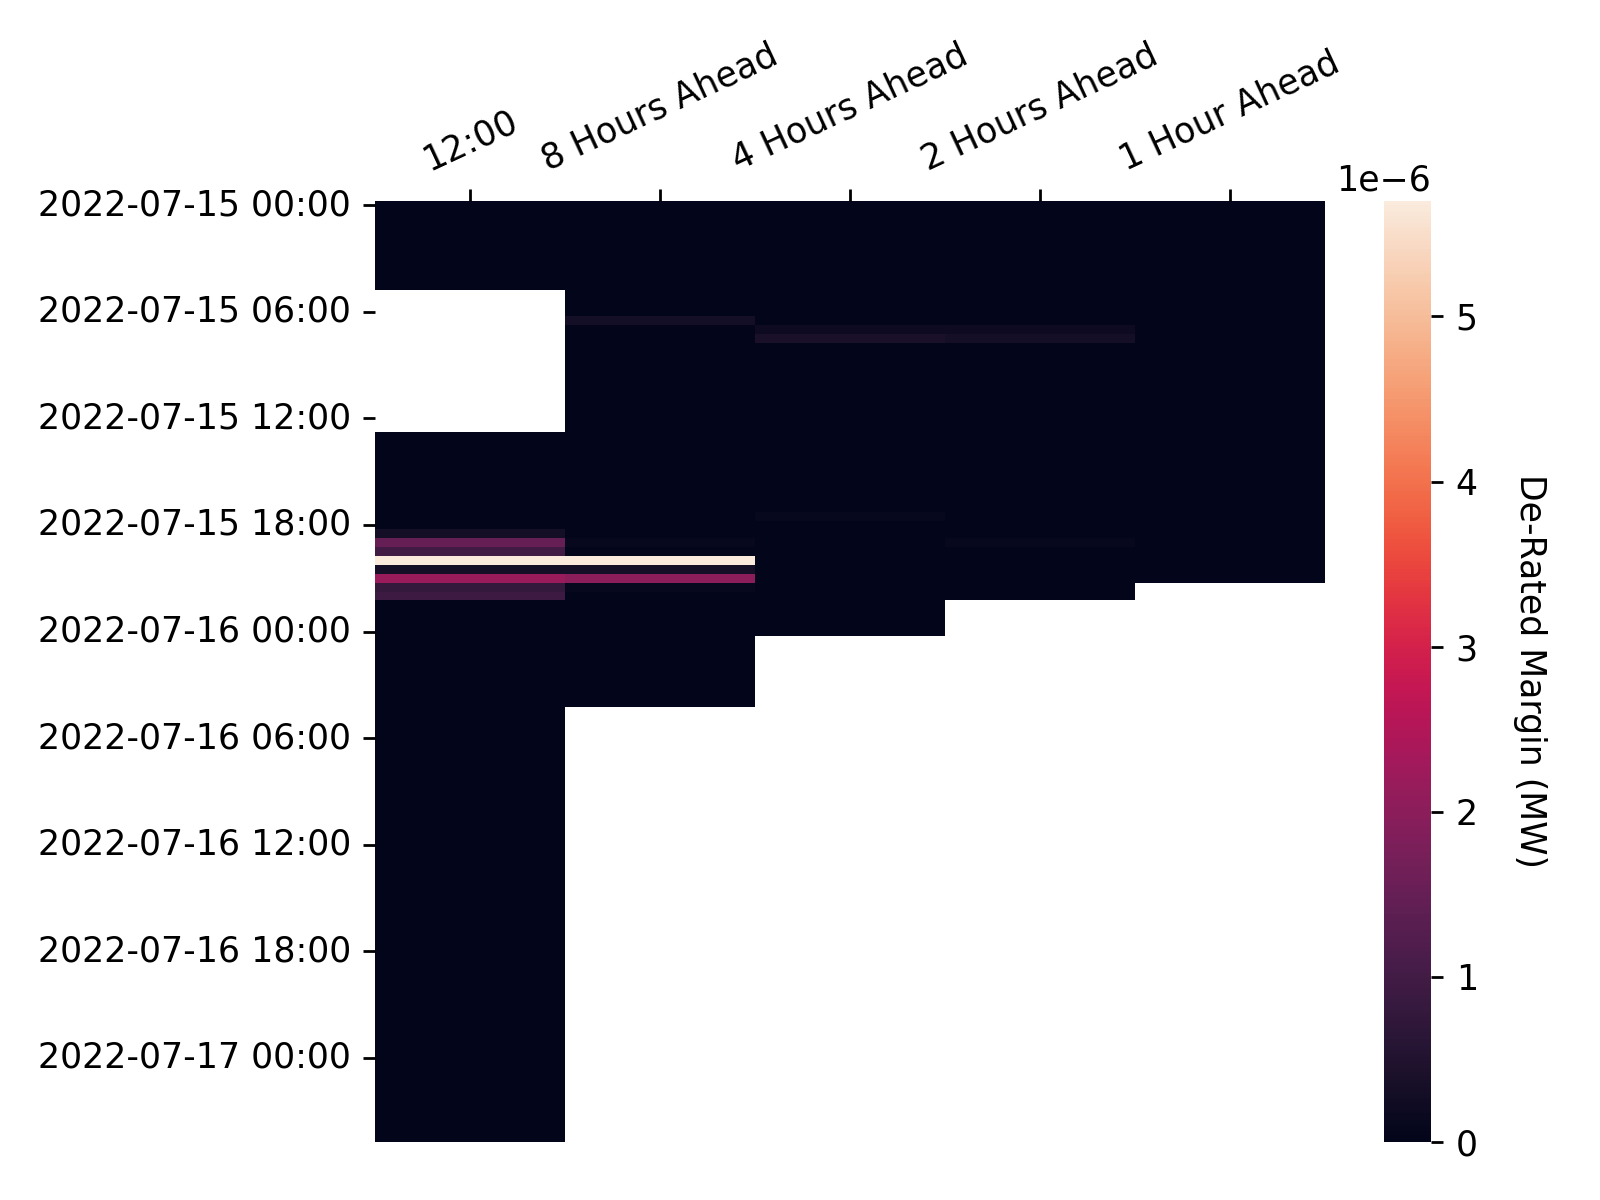 12:00
8 Hours Ahead
4 Hours Ahead
2 Hours Ahead
1 Hour Ahead
1e−6
2022-07-15 00:00
2022-07-15 06:00
2022-07-15 12:00
2022-07-15 18:00
2022-07-16 00:00
2022-07-16 06:00
2022-07-16 12:00
2022-07-16 18:00
2022-07-17 00:00
5
4
3
2
1
0
De-Rated Margin (MW)